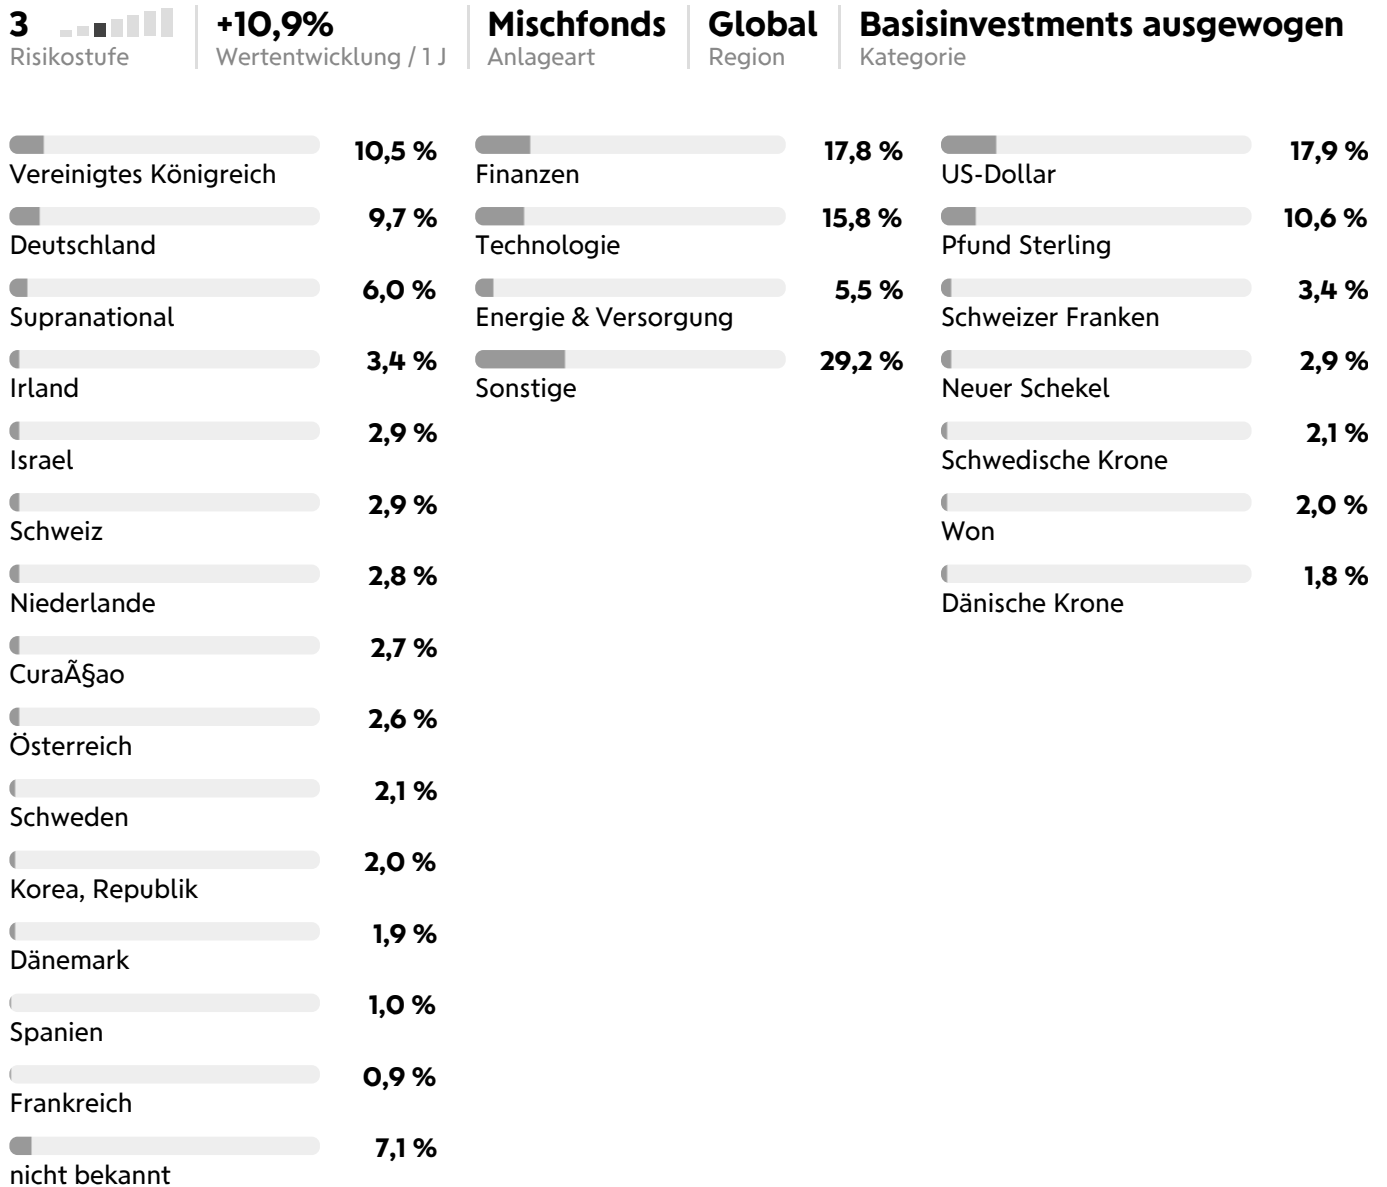 3
Risikostufe
+10,9%
Wertentwicklung / 1 J
Mischfonds
Anlageart
Global
Region
Basisinvestments ausgewogen
Kategorie
10,5 %
Vereinigtes Königreich
9,7 %
Deutschland
6,0 %
Supranational
3,4 %
Irland
2,9 %
Israel
2,9 %
Schweiz
2,8 %
Niederlande
2,7 %
CuraÃ§ao
2,6 %
Österreich
2,1 %
Schweden
2,0 %
Korea, Republik
1,9 %
Dänemark
1,0 %
Spanien
0,9 %
Frankreich
7,1 %
nicht bekannt
17,8 %
Finanzen
15,8 %
Technologie
5,5 %
Energie & Versorgung
29,2 %
Sonstige
17,9 %
US-Dollar
10,6 %
Pfund Sterling
3,4 %
Schweizer Franken
2,9 %
Neuer Schekel
2,1 %
Schwedische Krone
2,0 %
Won
1,8 %
Dänische Krone